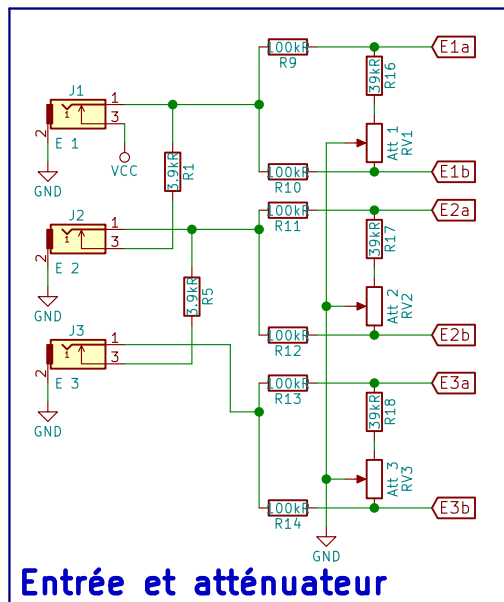 100kR
R9
E1a
39kR
R16
J1
1
3
2
1
E 1
GND
VCC
3.9kR
R1
Att 1
RV1
100kR
R10
E1b
J2
1
3
2
1
E 2
GND
100kR
R11
E2a
39kR
R17
3.9kR
R5
Att 2
RV2
100kR
R12
E2b
J3
1
3
2
1
E 3
GND
100kR
R13
E3a
39kR
R18
Att 3
RV3
100kR
R14
E3b
GND
Entrée et atténuateur